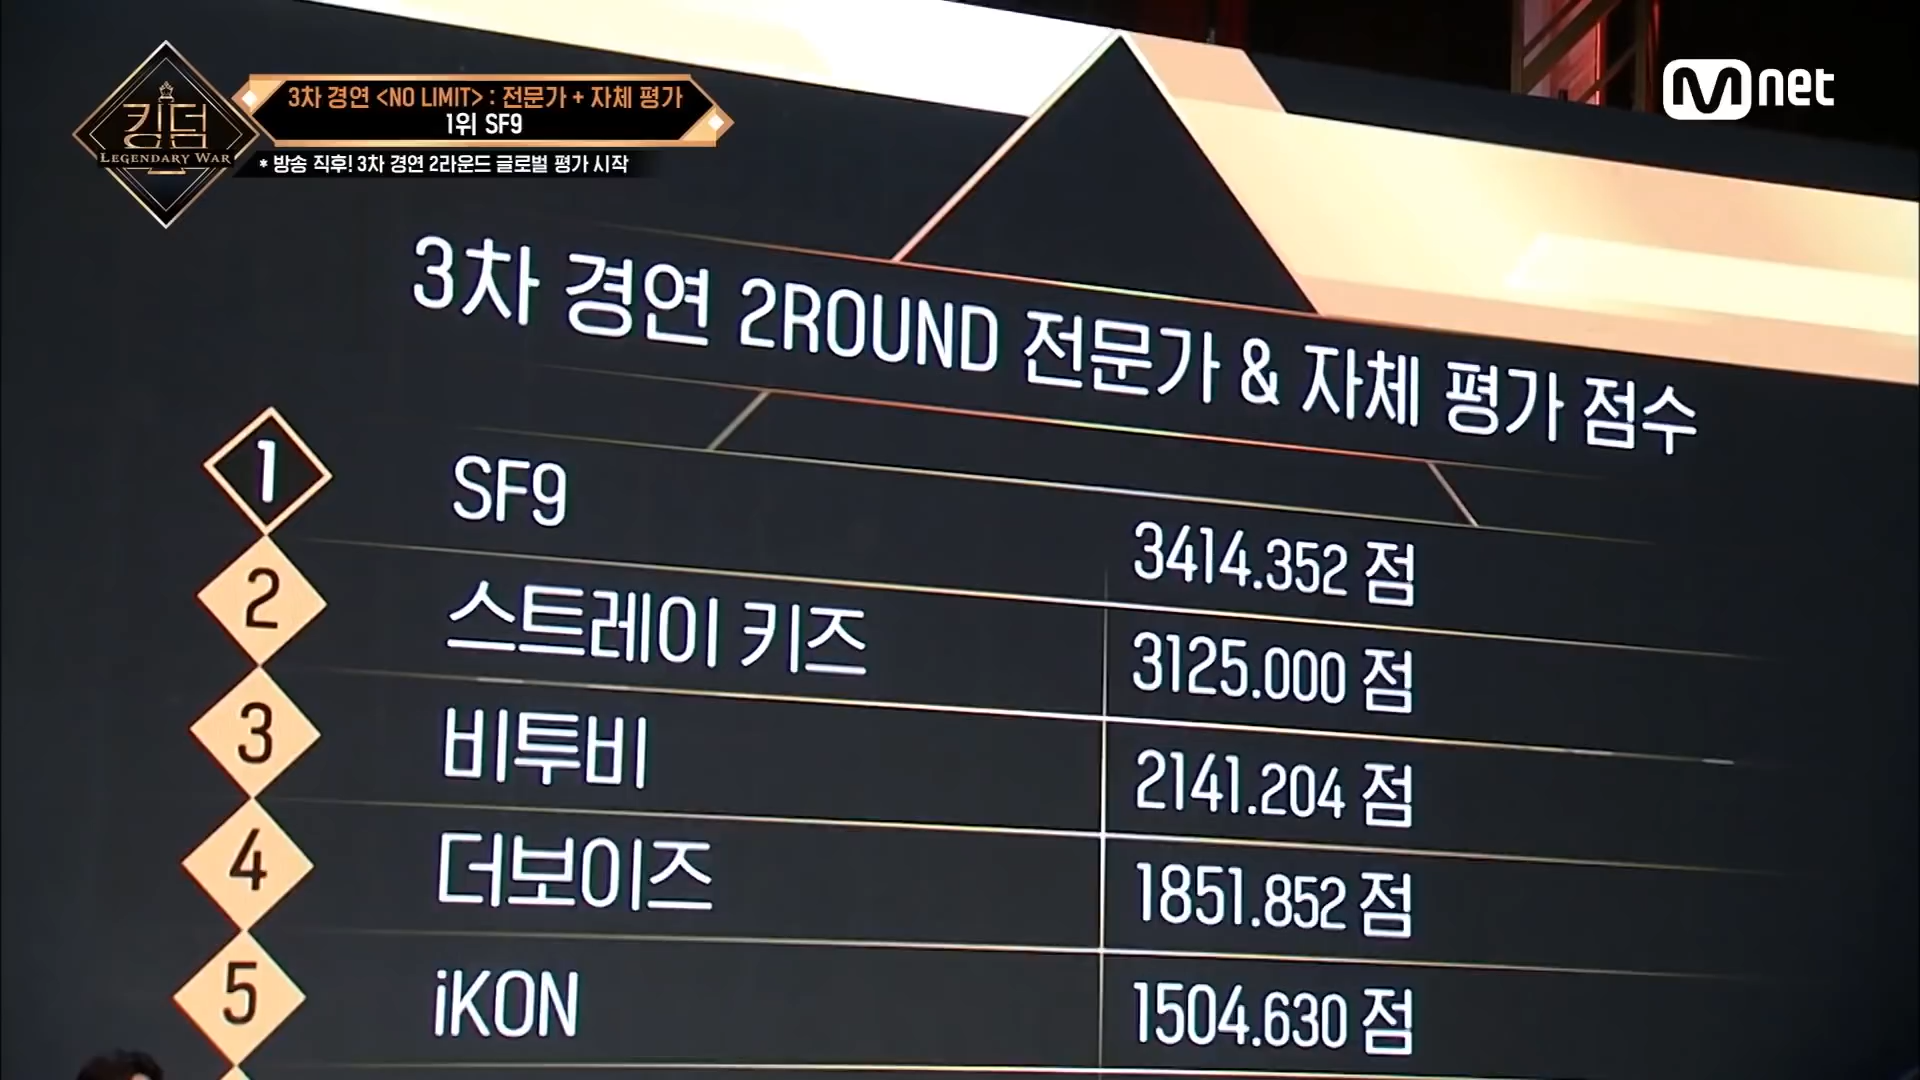 킹덤
LEGENDARY WAR
3차 경연 <NO LIMIT> : 전문가 + 자체 평가
1위 SF9
* 방송 직후! 3차 경연 2라운드 글로벌 평가 시작
Mnet
3차 경연 2ROUND 전문가 & 자체 평가 점수
1 SF9 3414.352 점
2 스트레이 키즈 3125.000 점
3 비투비 2141.204 점
4 더보이즈 1851.852 점
5 iKON 1504.630 점